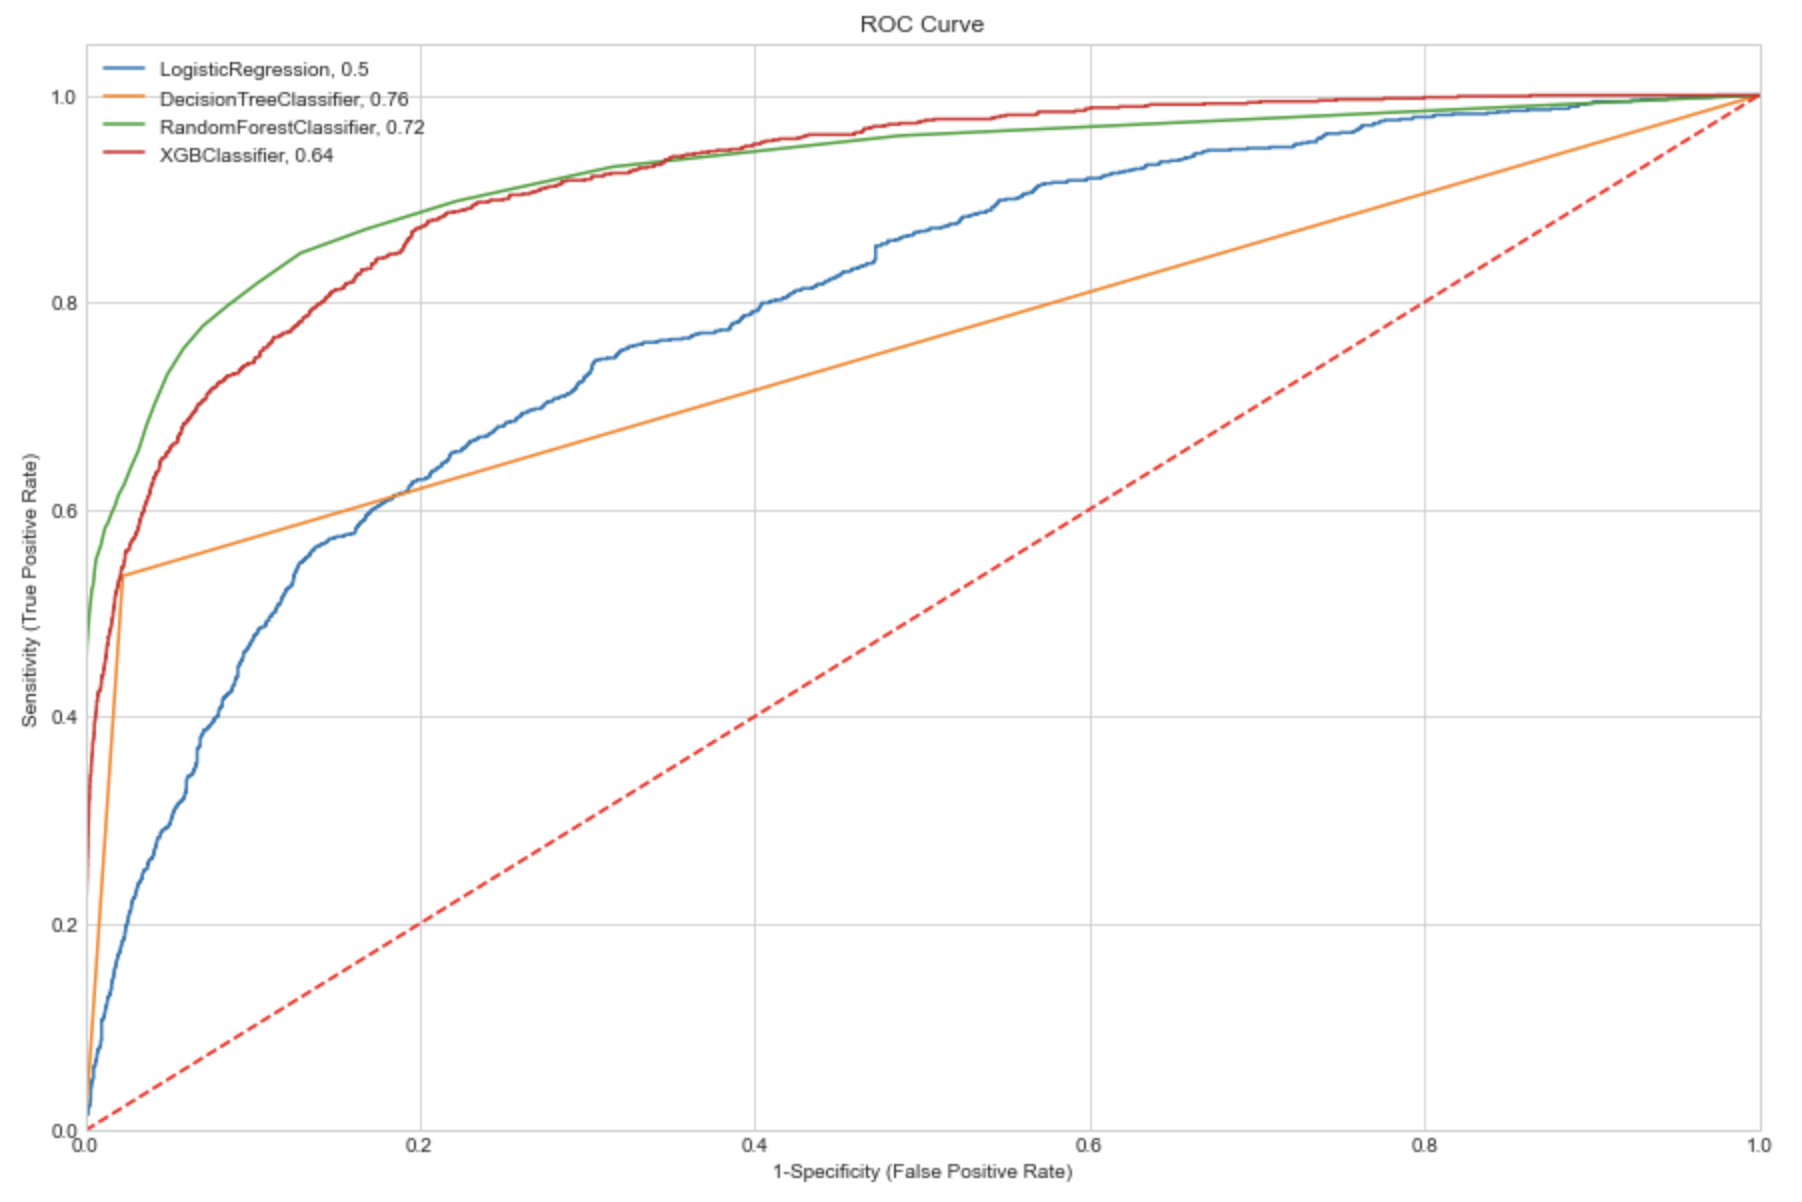 ROC Curve
LogisticRegression, 0.5
DecisionTreeClassifier, 0.76
RandomForestClassifier, 0.72
XGBClassifier, 0.64
1.0
0.8
0.6
0.4
0.2
0.0
Sensitivity (True Positive Rate)
0.0 0.2 0.4 0.6 0.8 1.0
1-Specificity (False Positive Rate)